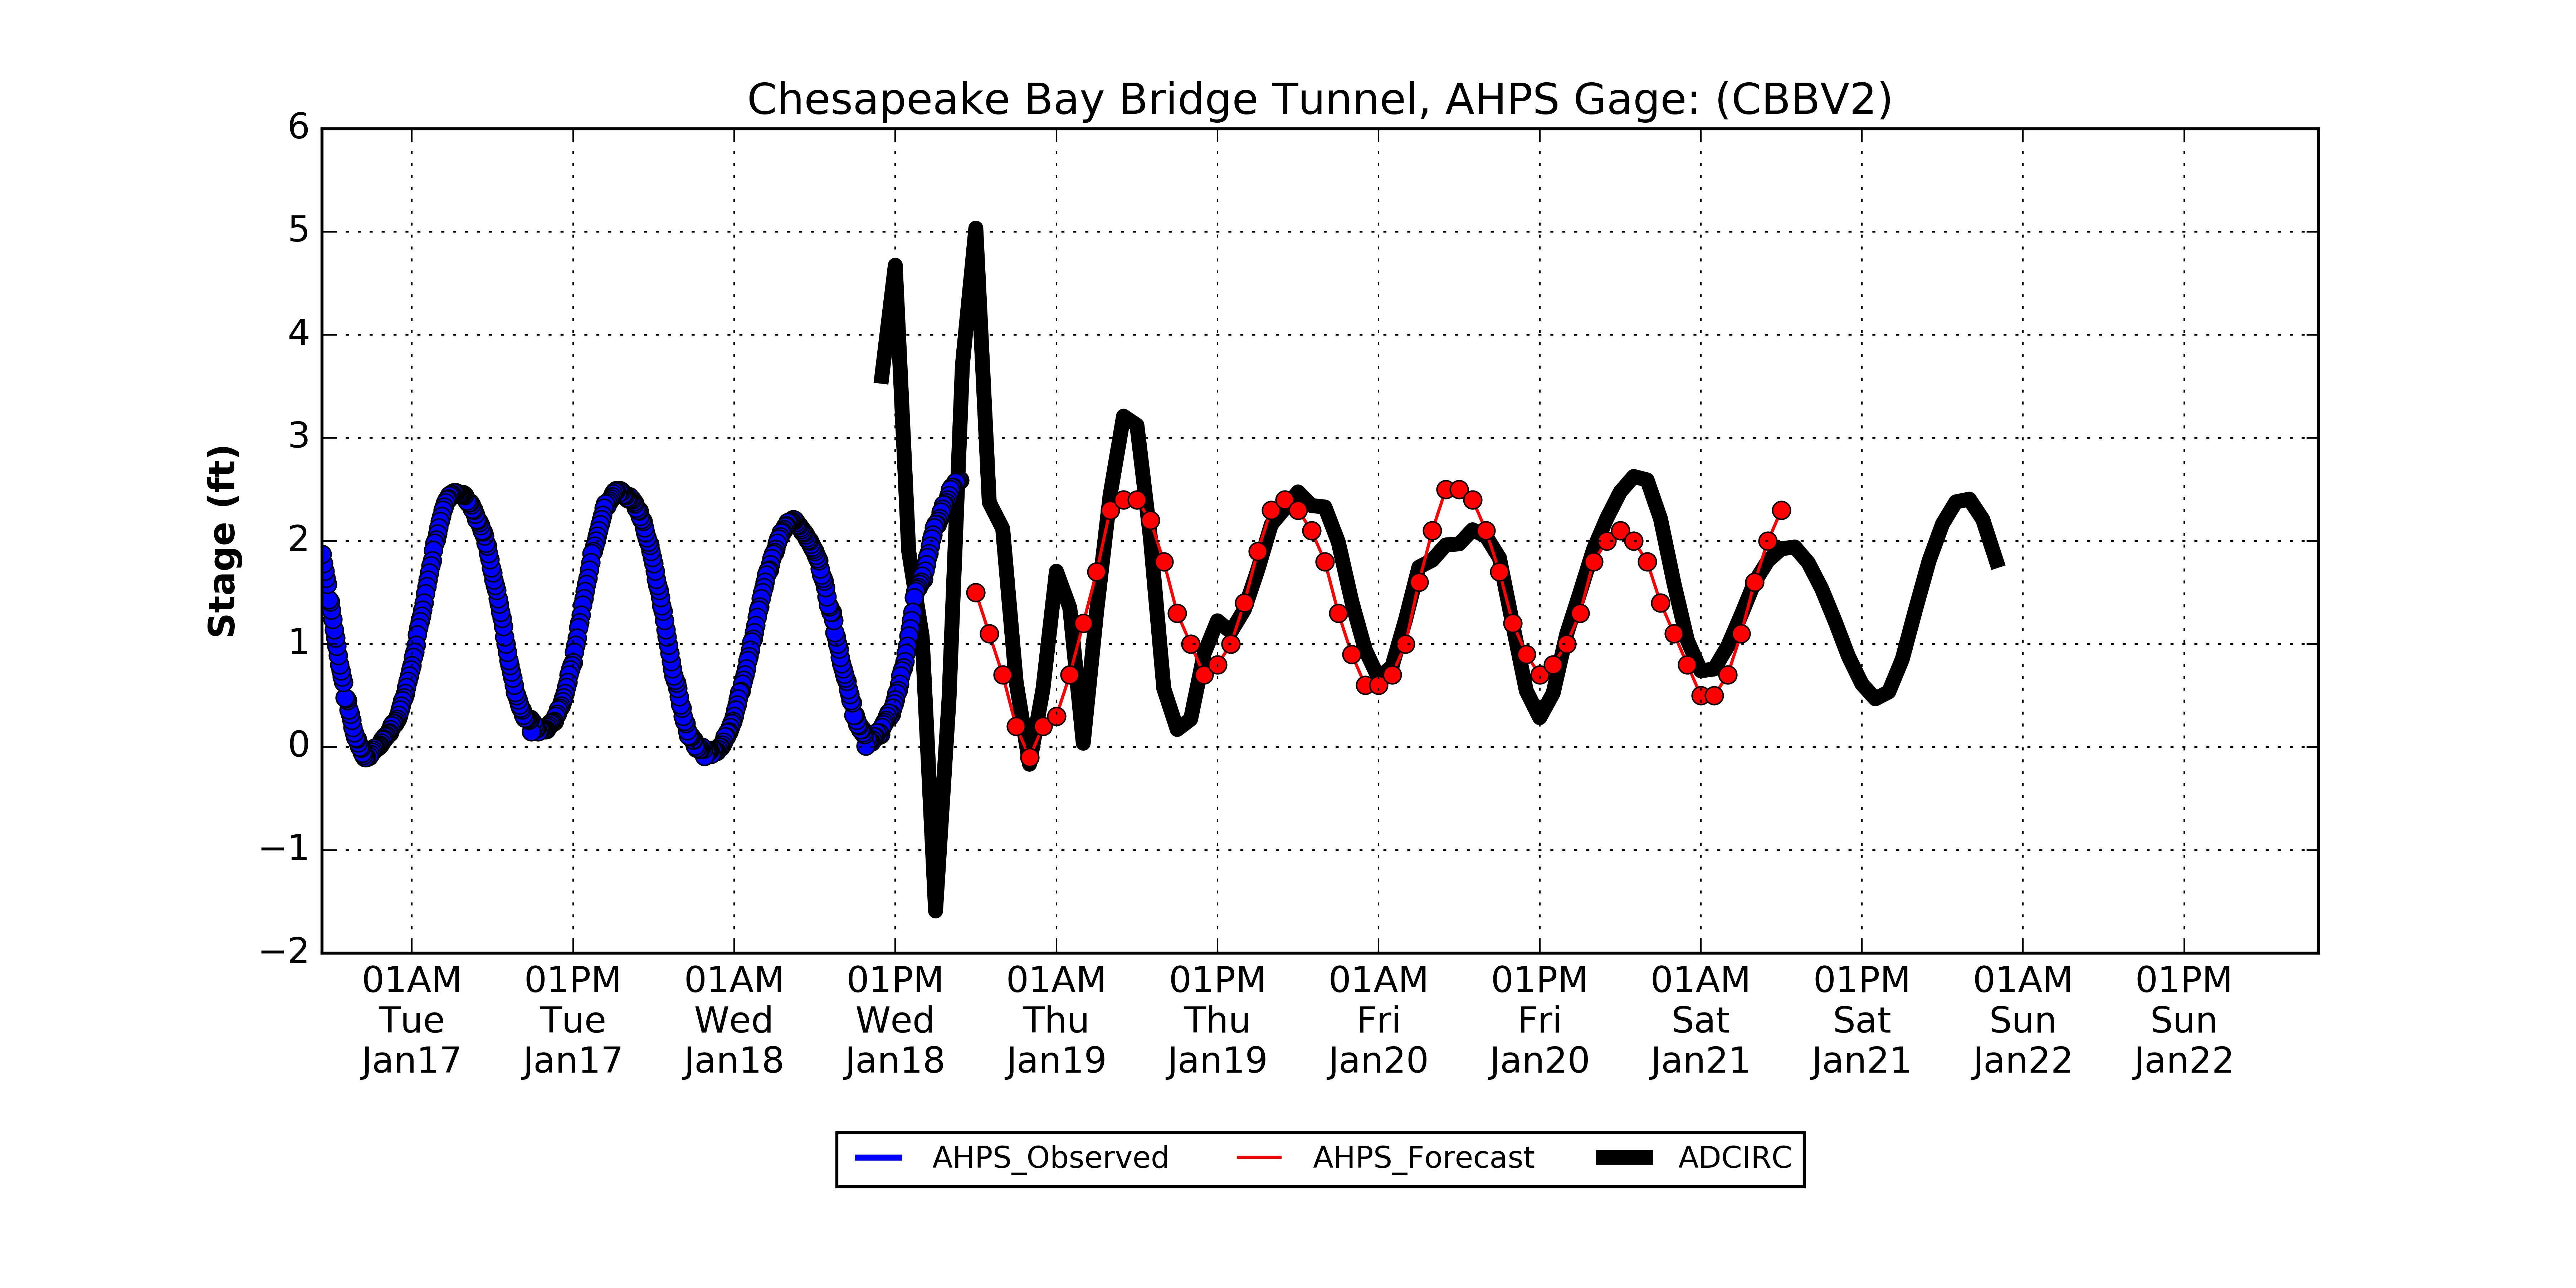 Chesapeake Bay Bridge Tunnel, AHPS Gage: (CBBV2)
6
5
4
3
2
1
0
−1
−2
Stage (ft)
01AM 01PM 01AM 01PM 01AM 01PM 01AM 01PM 01AM 01PM 01AM 01PM
Tue Tue Wed Wed Thu Thu Fri Fri Sat Sat Sun Sun
Jan17 Jan17 Jan18 Jan18 Jan19 Jan19 Jan20 Jan20 Jan21 Jan21 Jan22 Jan22
AHPS_Observed AHPS_Forecast ADCIRC